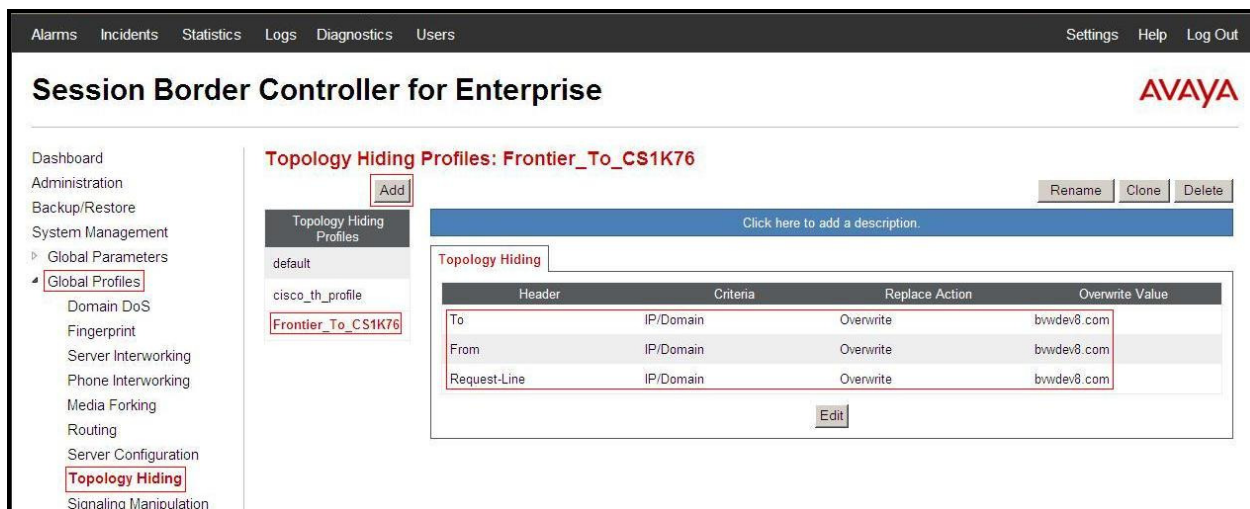 Alarms Incidents Statistics Logs Diagnostics Users Settings Help Log Out
Session Border Controller for Enterprise
AVAYA
Dashboard
Administration
Backup/Restore
System Management
Global Parameters
Global Profiles
Domain DoS
Fingerprint
Server Interworking
Phone Interworking
Media Forking
Routing
Server Configuration
Topology Hiding
Signaling Manipulation
Topology Hiding Profiles: Frontier_To_CS1K76
Add
Rename Clone Delete
Topology Hiding
Profiles
default
cisco_th_profile
Frontier_To_CS1K76
Click here to add a description.
Topology Hiding
Header Criteria Replace Action Overwrite Value
To IP/Domain Overwrite bvwdev8.com
From IP/Domain Overwrite bvwdev8.com
Request-Line IP/Domain Overwrite bvwdev8.com
Edit